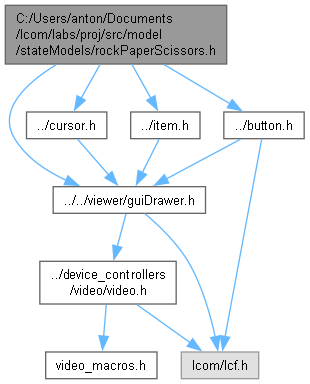 C:/Users/anton/Documents
/lcom/labs/proj/src/model
/stateModels/rockPaperScissors.h
../cursor.h
../item.h
../button.h
../../viewer/guiDrawer.h
../device_controllers
/video/video.h
video_macros.h
lcom/lcf.h